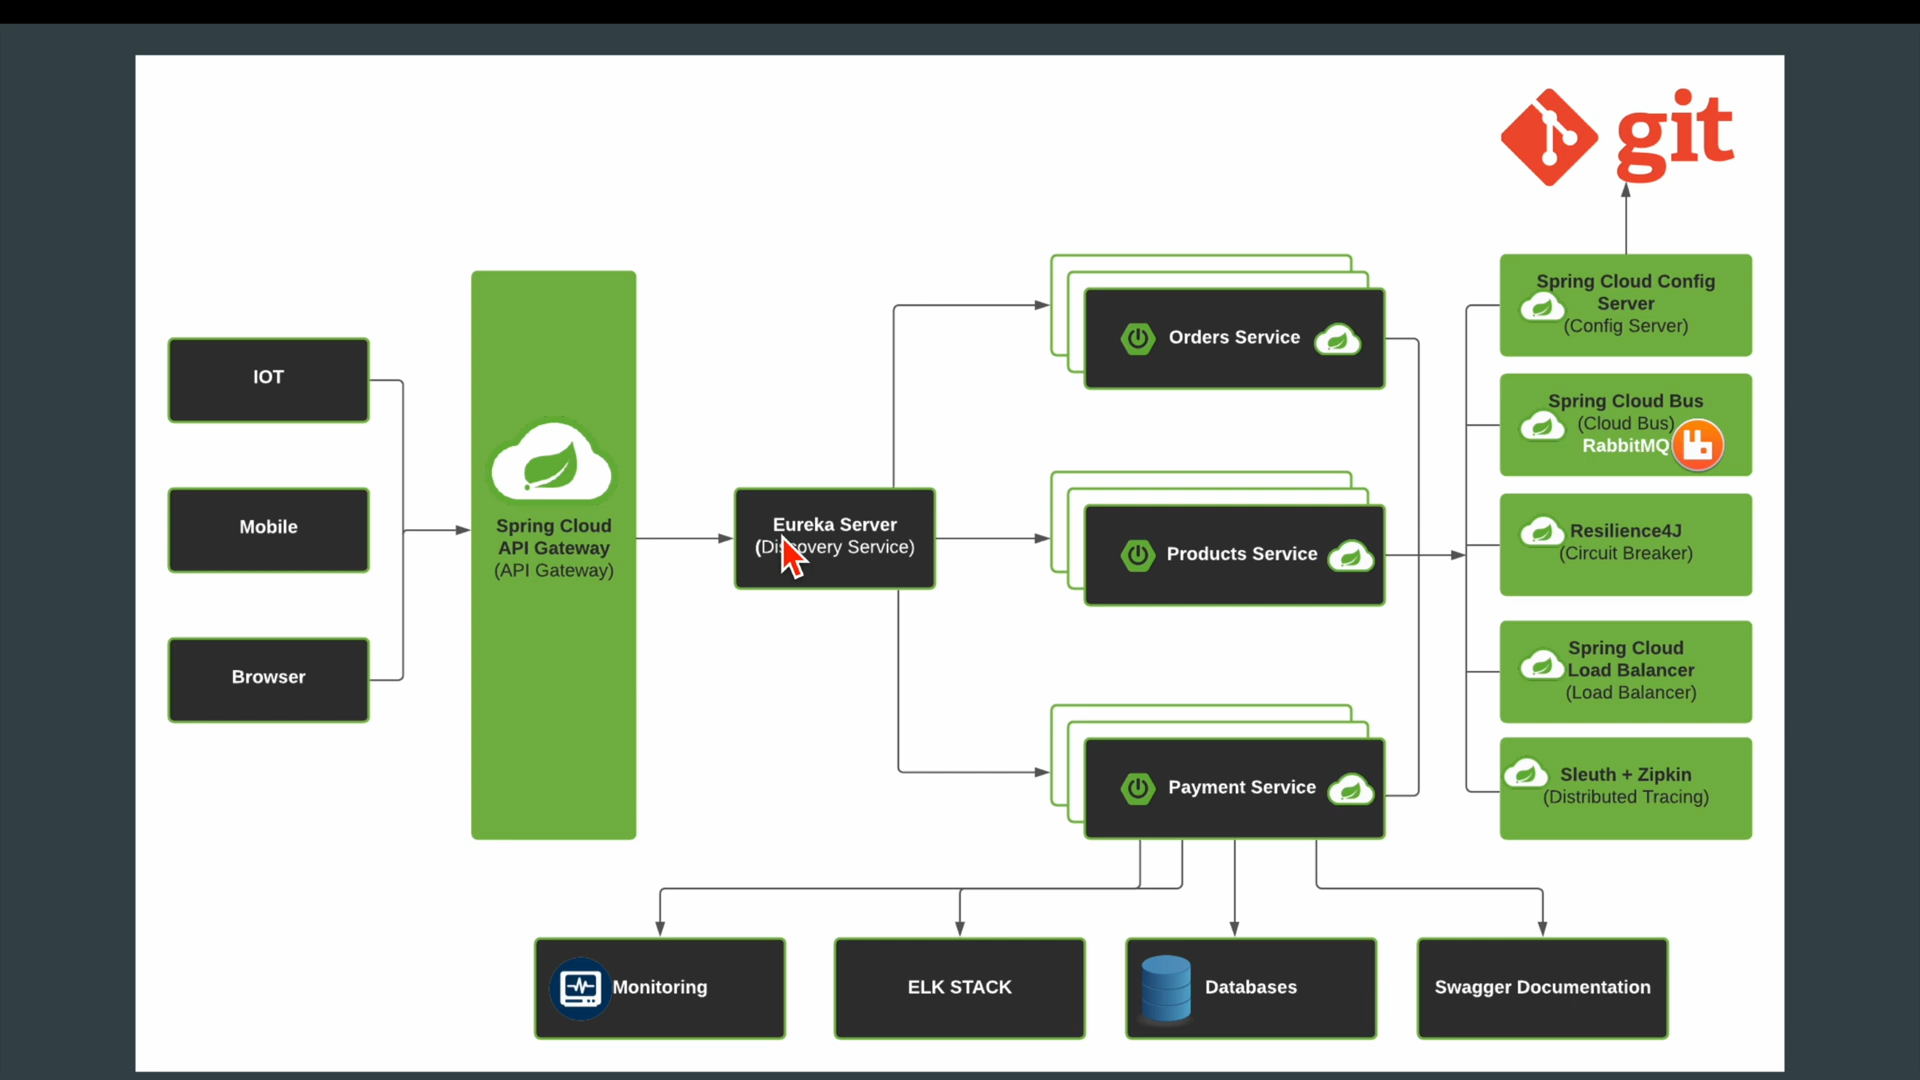 git
IOT
Mobile
Browser
Spring Cloud
API Gateway
(API Gateway)
Eureka Server
(Discovery Service)
Orders Service
Products Service
Payment Service
Spring Cloud Config
Server
(Config Server)
Spring Cloud Bus
(Cloud Bus)
RabbitMQ
Resilience4J
(Circuit Breaker)
Spring Cloud
Load Balancer
(Load Balancer)
Sleuth + Zipkin
(Distributed Tracing)
Monitoring
ELK STACK
Databases
Swagger Documentation